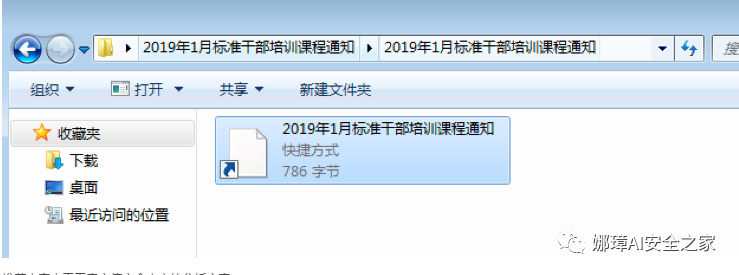 2019年1月标准干部培训课程通知 2019年1月标准干部培训课程通知
组织 打开 共享 新建文件夹
收藏夹
下载
桌面
最近访问的位置
2019年1月标准干部培训课程通知
快捷方式
786 字节
娜璋AI安全之家